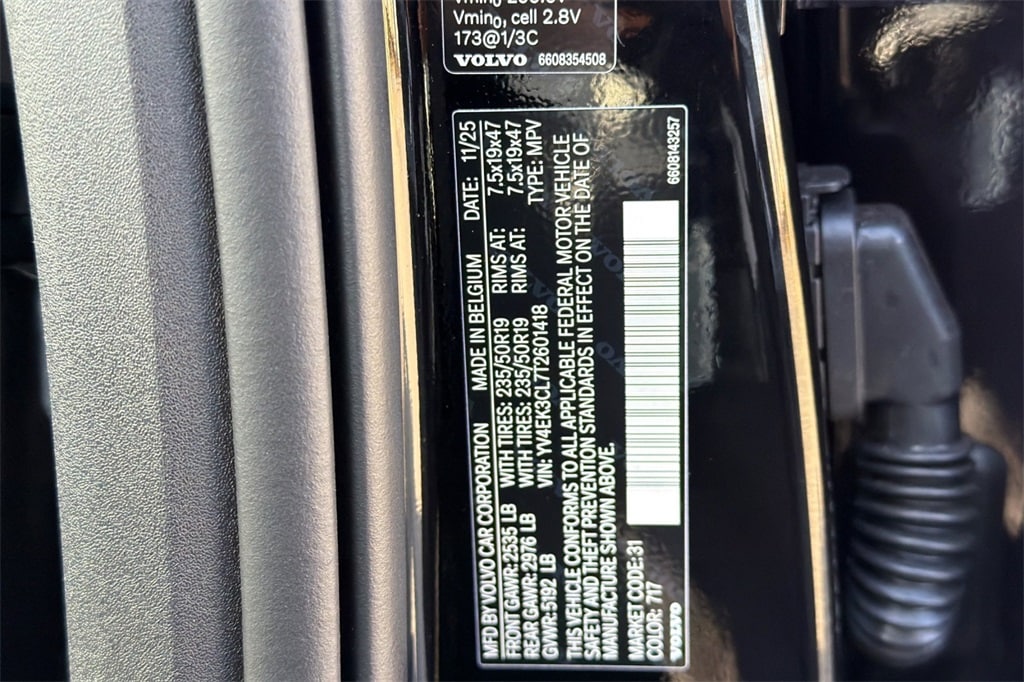 Vmin₀, cell 2.8V
173@1/3C
VOLVO 6608354508
MFD BY VOLVO CAR CORPORATION MADE IN BELGIUM DATE: 11/25
FRONT GAWR:2535 LB WITH TIRES: 235/50R19 RIMS AT: 7.5x19x47
REAR GAWR:2976 LB WITH TIRES: 235/50R19 RIMS AT: 7.5x19x47
GVWR:5192 LB VIN: YV4EK3CL7T2601418 TYPE: MPV
THIS VEHICLE CONFORMS TO ALL APPLICABLE FEDERAL MOTOR VEHICLE
SAFETY AND THEFT PREVENTION STANDARDS IN EFFECT ON THE DATE OF
MANUFACTURE SHOWN ABOVE.
MARKET CODE:31
COLOR: 717
VOLVO 6608143257